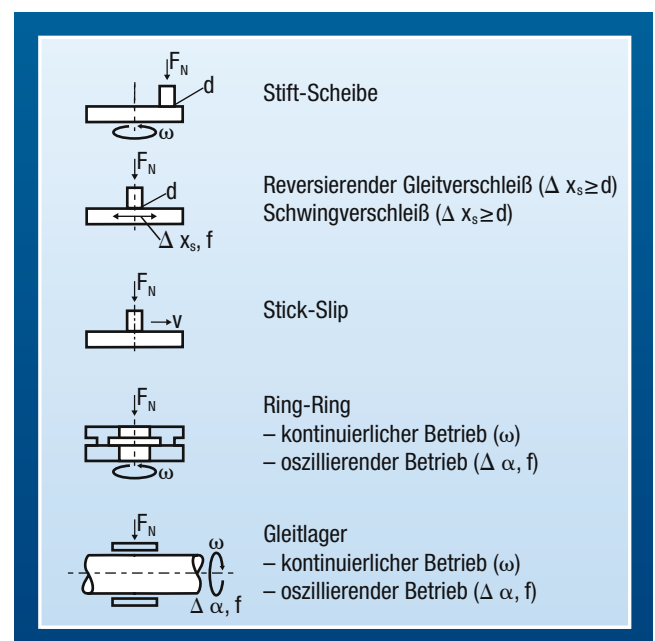 F_N
d
ω
Stift-Scheibe
F_N
d
Δ x_s, f
Reversierender Gleitverschleiß (Δ x_s≥d)
Schwingverschleiß (Δ x_s≥d)
F_N
v
Stick-Slip
F_N
ω
Ring-Ring
– kontinuierlicher Betrieb (ω)
– oszillierender Betrieb (Δ α, f)
F_N
ω
Δ α, f
Gleitlager
– kontinuierlicher Betrieb (ω)
– oszillierender Betrieb (Δ α, f)